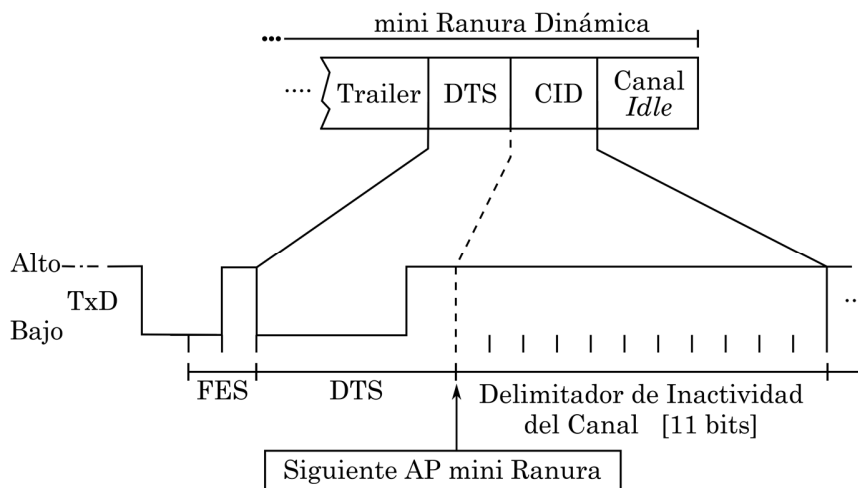 mini Ranura Dinámica
Trailer DTS CID Canal
Idle
Alto
TxD
Bajo
FES DTS Delimitador de Inactividad
del Canal [11 bits]
Siguiente AP mini Ranura